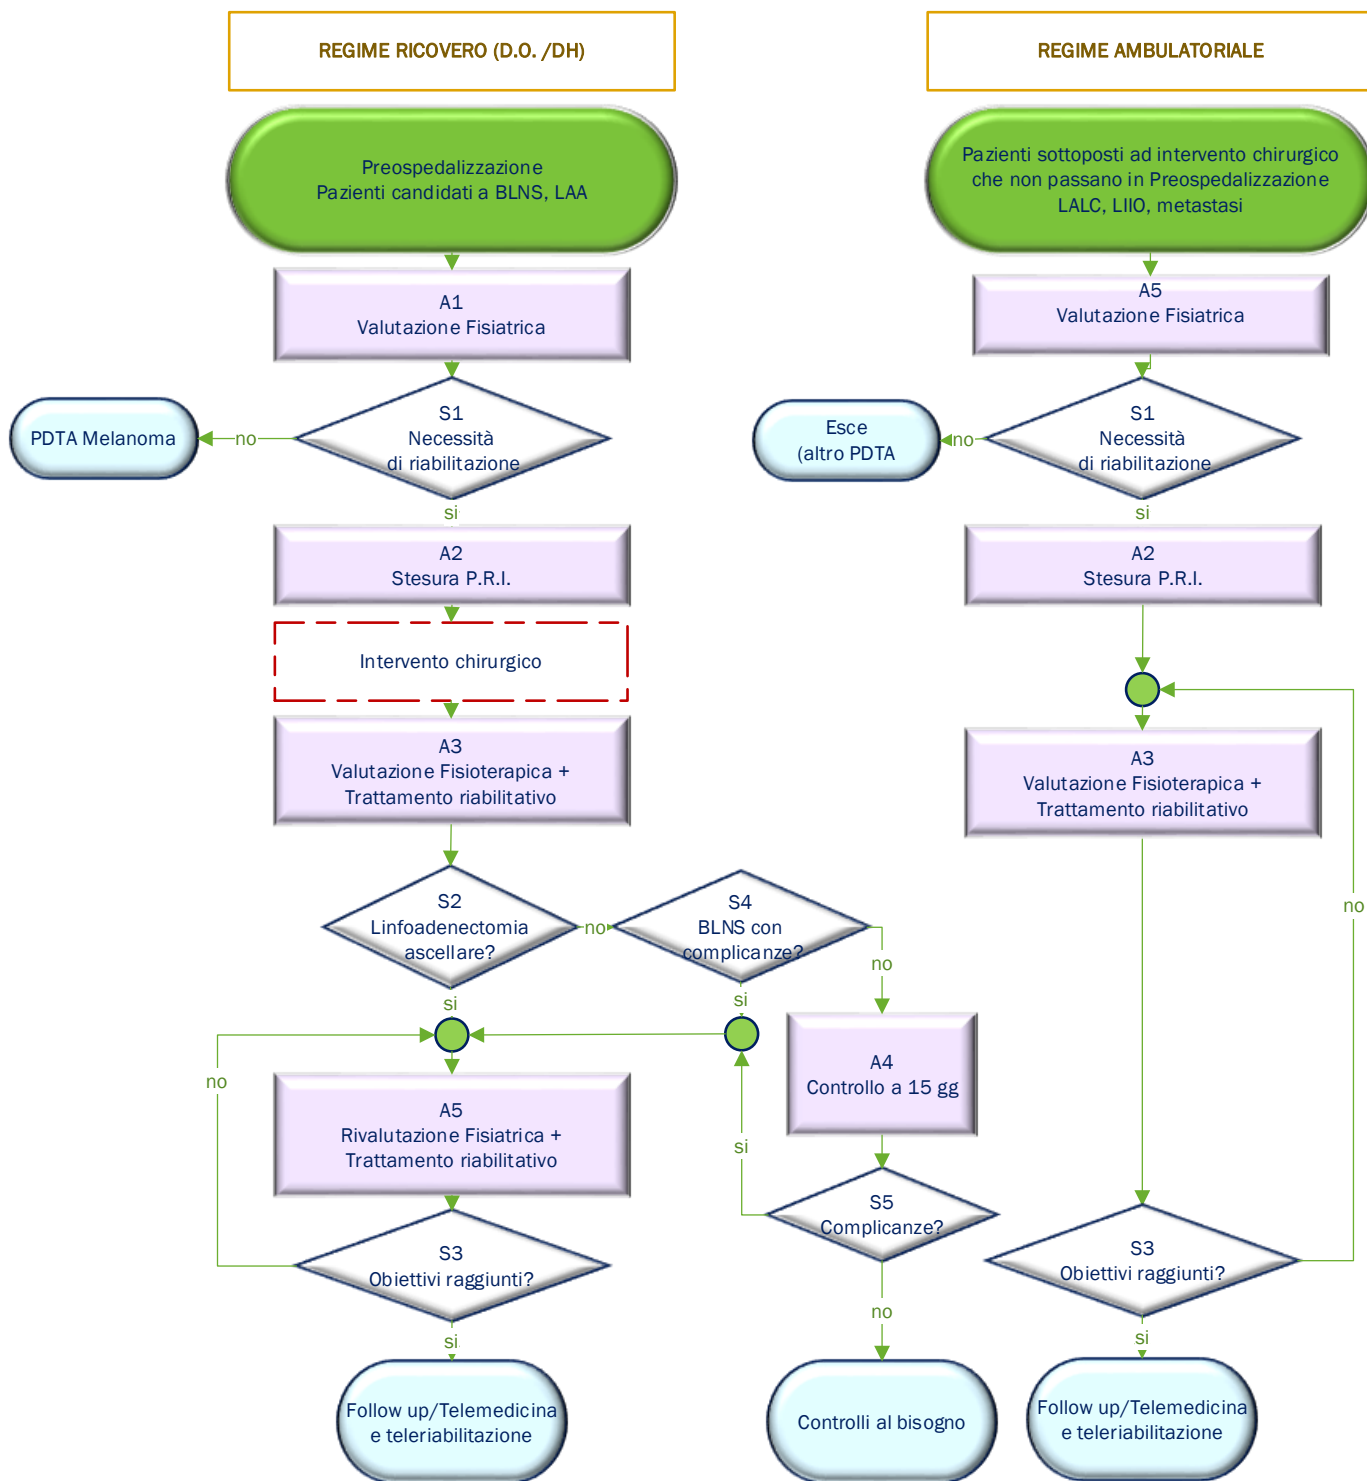 REGIME RICOVERO (D.O. /DH)
Preospedalizzazione
Pazienti candidati a BLNS, LAA
A1
Valutazione Fisiatrica
S1
Necessità
di riabilitazione
no
PDTA Melanoma
si
A2
Stesura P.R.I.
Intervento chirurgico
A3
Valutazione Fisioterapica +
Trattamento riabilitativo
S2
Linfoadenectomia
ascellare?
no
S4
BLNS con
complicanze?
no
si
si
A4
Controllo a 15 gg
no
A5
Rivalutazione Fisiatrica +
Trattamento riabilitativo
si
S5
Complicanze?
S3
Obiettivi raggiunti?
no
si
Follow up/Telemedicina
e teleriabilitazione
Controlli al bisogno
REGIME AMBULATORIALE
Pazienti sottoposti ad intervento chirurgico
che non passano in Preospedalizzazione
LALC, LIIO, metastasi
A5
Valutazione Fisiatrica
S1
Necessità
di riabilitazione
no
Esce
(altro PDTA
si
A2
Stesura P.R.I.
A3
Valutazione Fisioterapica +
Trattamento riabilitativo
no
S3
Obiettivi raggiunti?
si
Follow up/Telemedicina
e teleriabilitazione